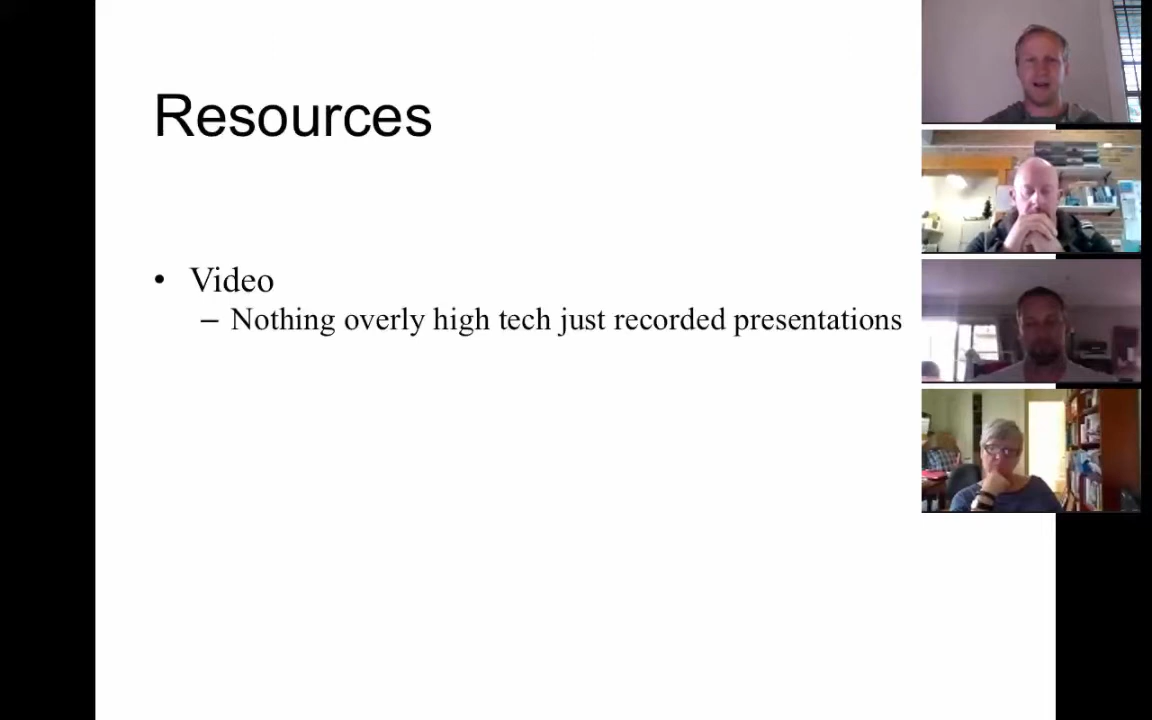 Resources
• Video
– Nothing overly high tech just recorded presentations